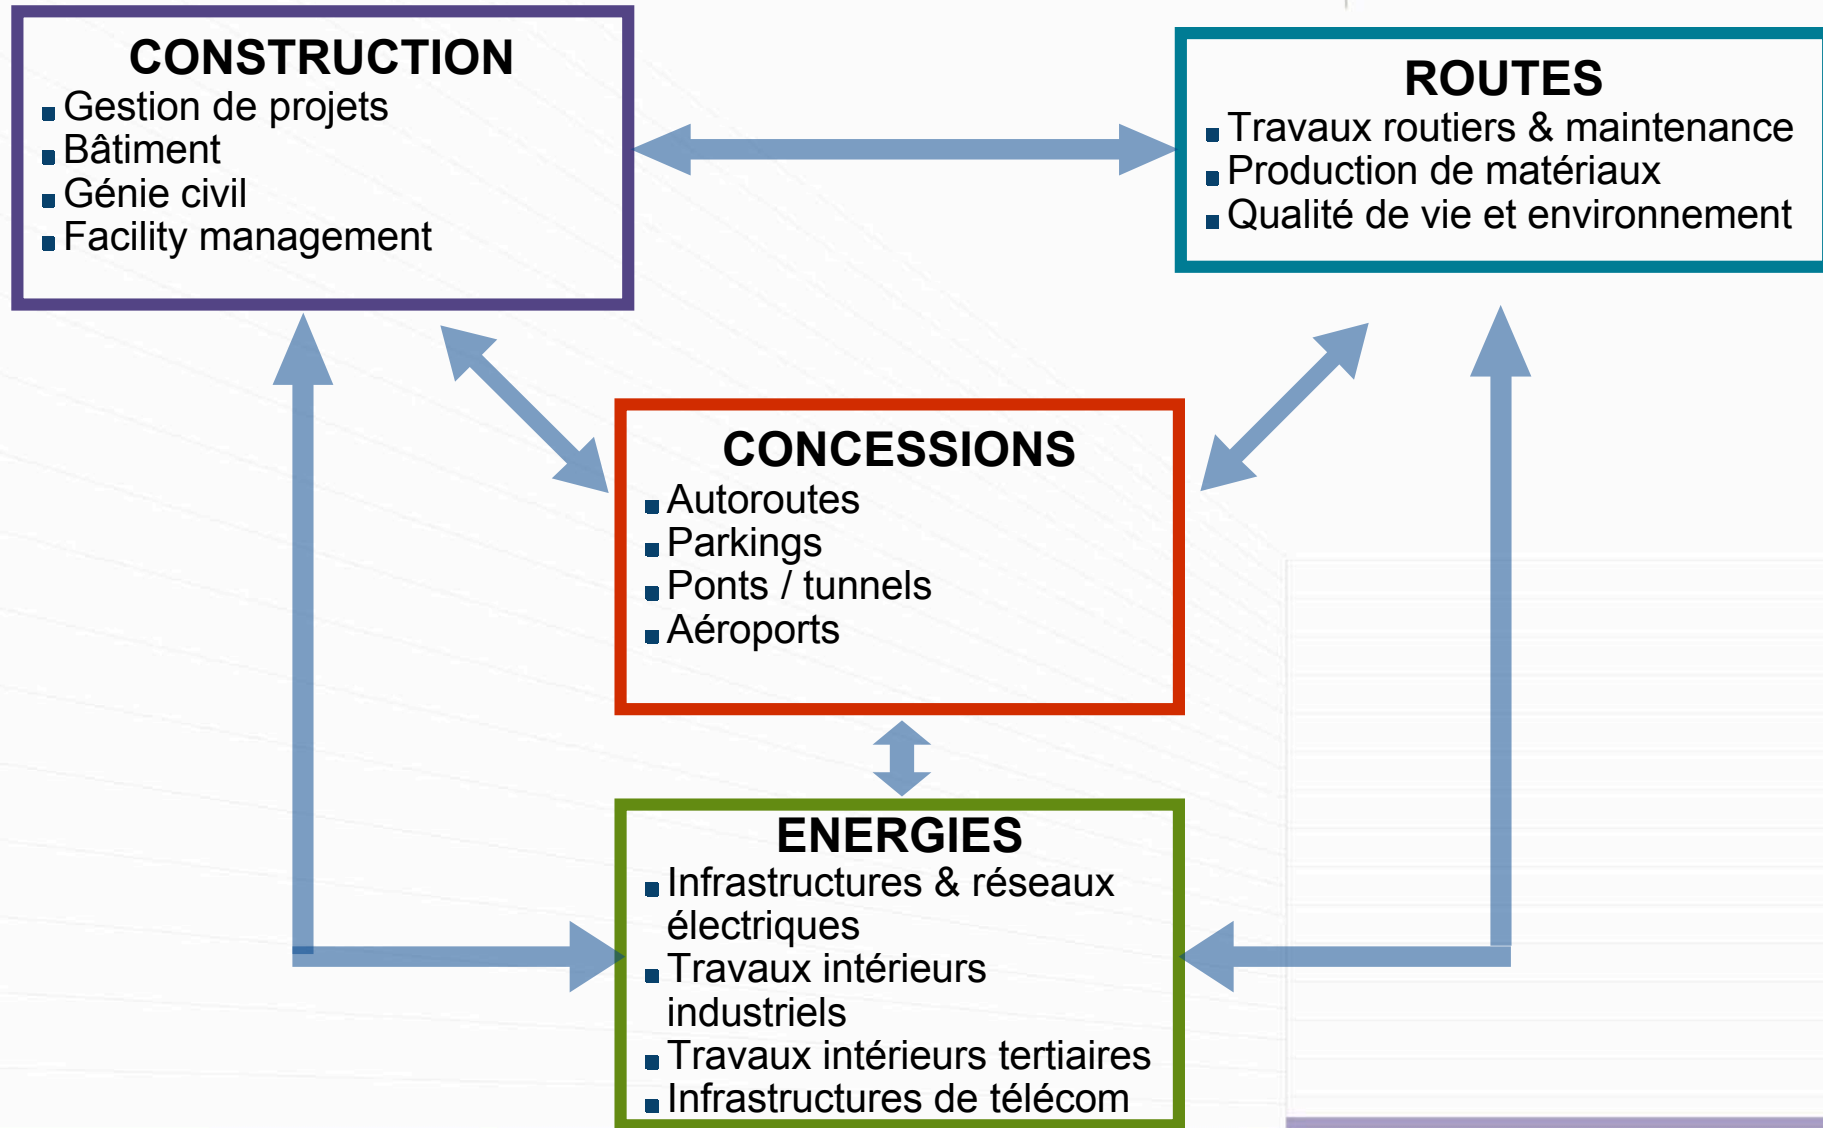 CONSTRUCTION
Gestion de projets
Bâtiment
Génie civil
Facility management
ROUTES
Travaux routiers & maintenance
Production de matériaux
Qualité de vie et environnement
CONCESSIONS
Autoroutes
Parkings
Ponts / tunnels
Aéroports
ENERGIES
Infrastructures & réseaux
électriques
Travaux intérieurs
industriels
Travaux intérieurs tertiaires
Infrastructures de télécom